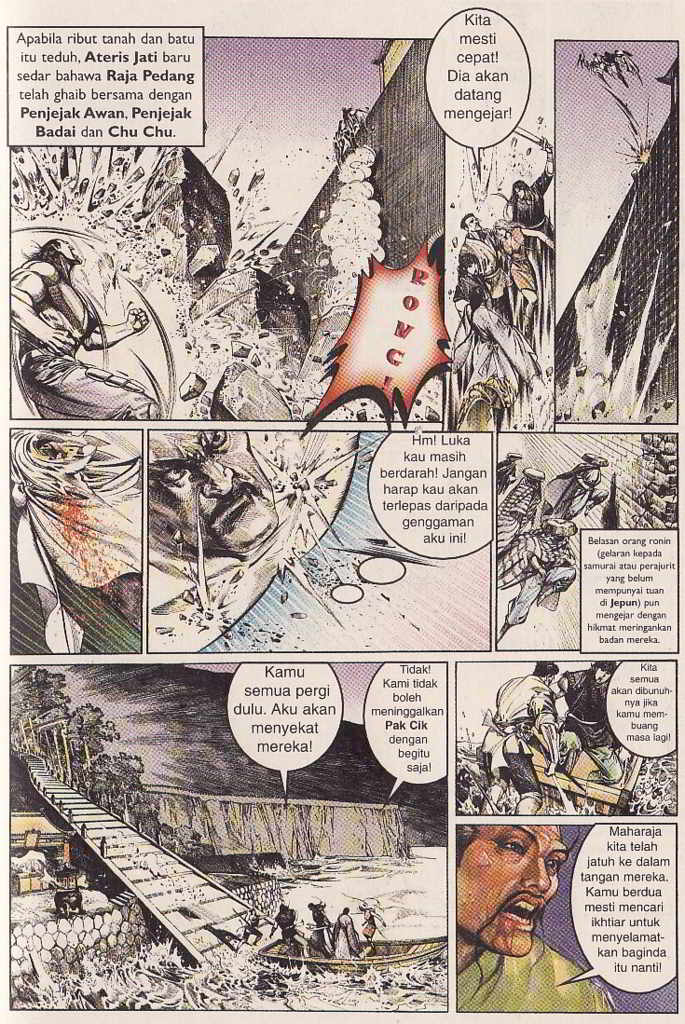 Apabila ribut tanah dan batu
itu teduh, Ateris Jati baru
sedar bahawa Raja Pedang
telah ghaib bersama dengan
Penjejak Awan, Penjejak
Badai dan Chu Chu.
Kita
mesti
cepat!
Dia akan
datang
mengejar!
RONG!
Hm! Luka
kau masih
berdarah! Jangan
harap kau akan
terlepas daripada
genggaman
aku ini!
Belasan orang ronin
(gelaran kepada
samurai atau perajurit
yang belum
mempunyai tuan
di Jepun) pun
mengejar dengan
hikmat meringankan
badan mereka.
Kamu
semua pergi
dulu. Aku akan
menyekat
mereka!
Tidak!
Kami tidak
boleh
meninggalkan
Pak Cik
dengan
begitu
saja!
Kita
semua
akan dibunuh-
nya jika
kamu mem-
buang
masa lagi!
Maharaja
kita telah
jatuh ke dalam
tangan mereka.
Kamu berdua
mesti mencari
ikhtiar untuk
menyelamat-
kan baginda
itu nanti!